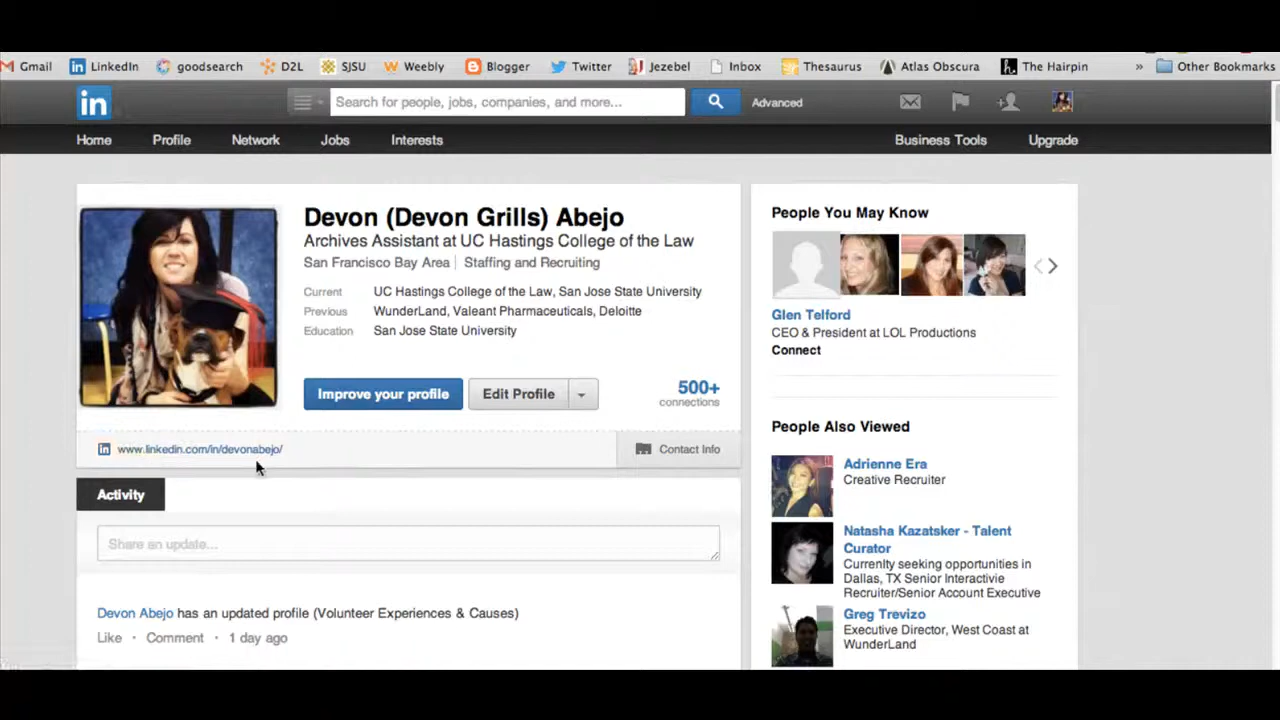 Gmail LinkedIn goodsearch D2L SJSU Weebly Blogger Twitter Jezebel Inbox Thesaurus Atlas Obscura The Hairpin » Other Bookmarks
in Search for people, jobs, companies, and more... Advanced
Home Profile Network Jobs Interests Business Tools Upgrade
Devon (Devon Grills) Abejo
Archives Assistant at UC Hastings College of the Law
San Francisco Bay Area Staffing and Recruiting
Current UC Hastings College of the Law, San Jose State University
Previous WunderLand, Valeant Pharmaceuticals, Deloitte
Education San Jose State University
Improve your profile Edit Profile 500+
connections
in www.linkedin.com/in/devonabejo/ Contact Info
Activity
Share an update...
Devon Abejo has an updated profile (Volunteer Experiences & Causes)
Like · Comment · 1 day ago
People You May Know
Glen Telford
CEO & President at LOL Productions
Connect
People Also Viewed
Adrienne Era
Creative Recruiter
Natasha Kazatsker - Talent
Curator
Currenlty seeking opportunities in
Dallas, TX Senior Interactivie
Recruiter/Senior Account Executive
Greg Trevizo
Executive Director, West Coast at
WunderLand